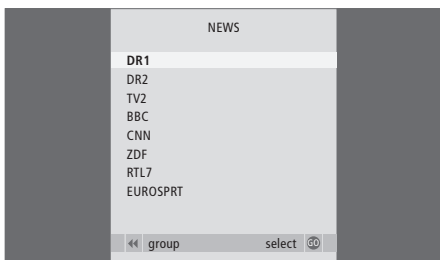 NEWS
DR1
DR2
TV2
BBC
CNN
ZDF
RTL7
EUROSPRT
group select GO